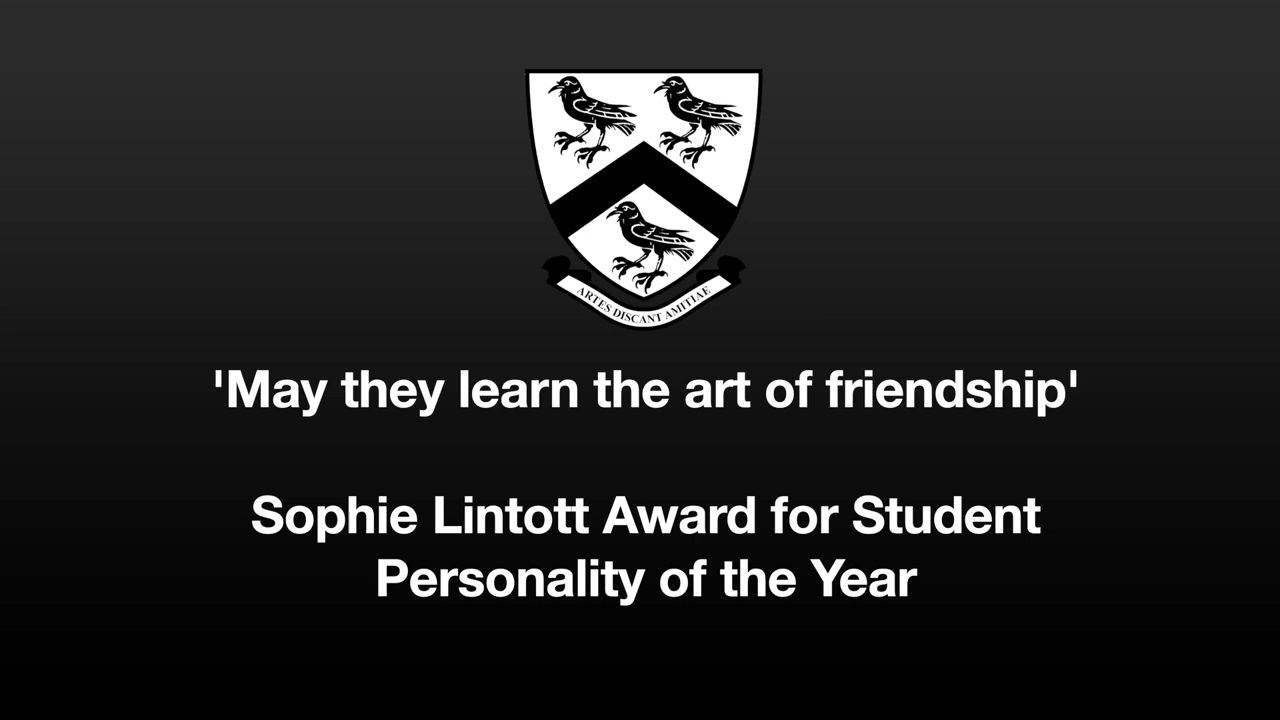 ARTES DISCANT AMITIAE
'May they learn the art of friendship'
Sophie Lintott Award for Student
Personality of the Year